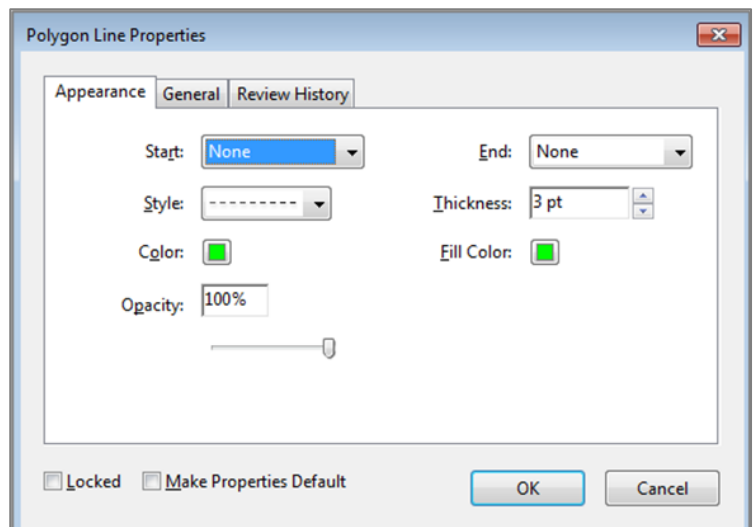 Polygon Line Properties
Appearance General Review History
Start: None End: None
Style: Thickness: 3 pt
Color: Fill Color:
Opacity: 100%
Locked Make Properties Default OK Cancel